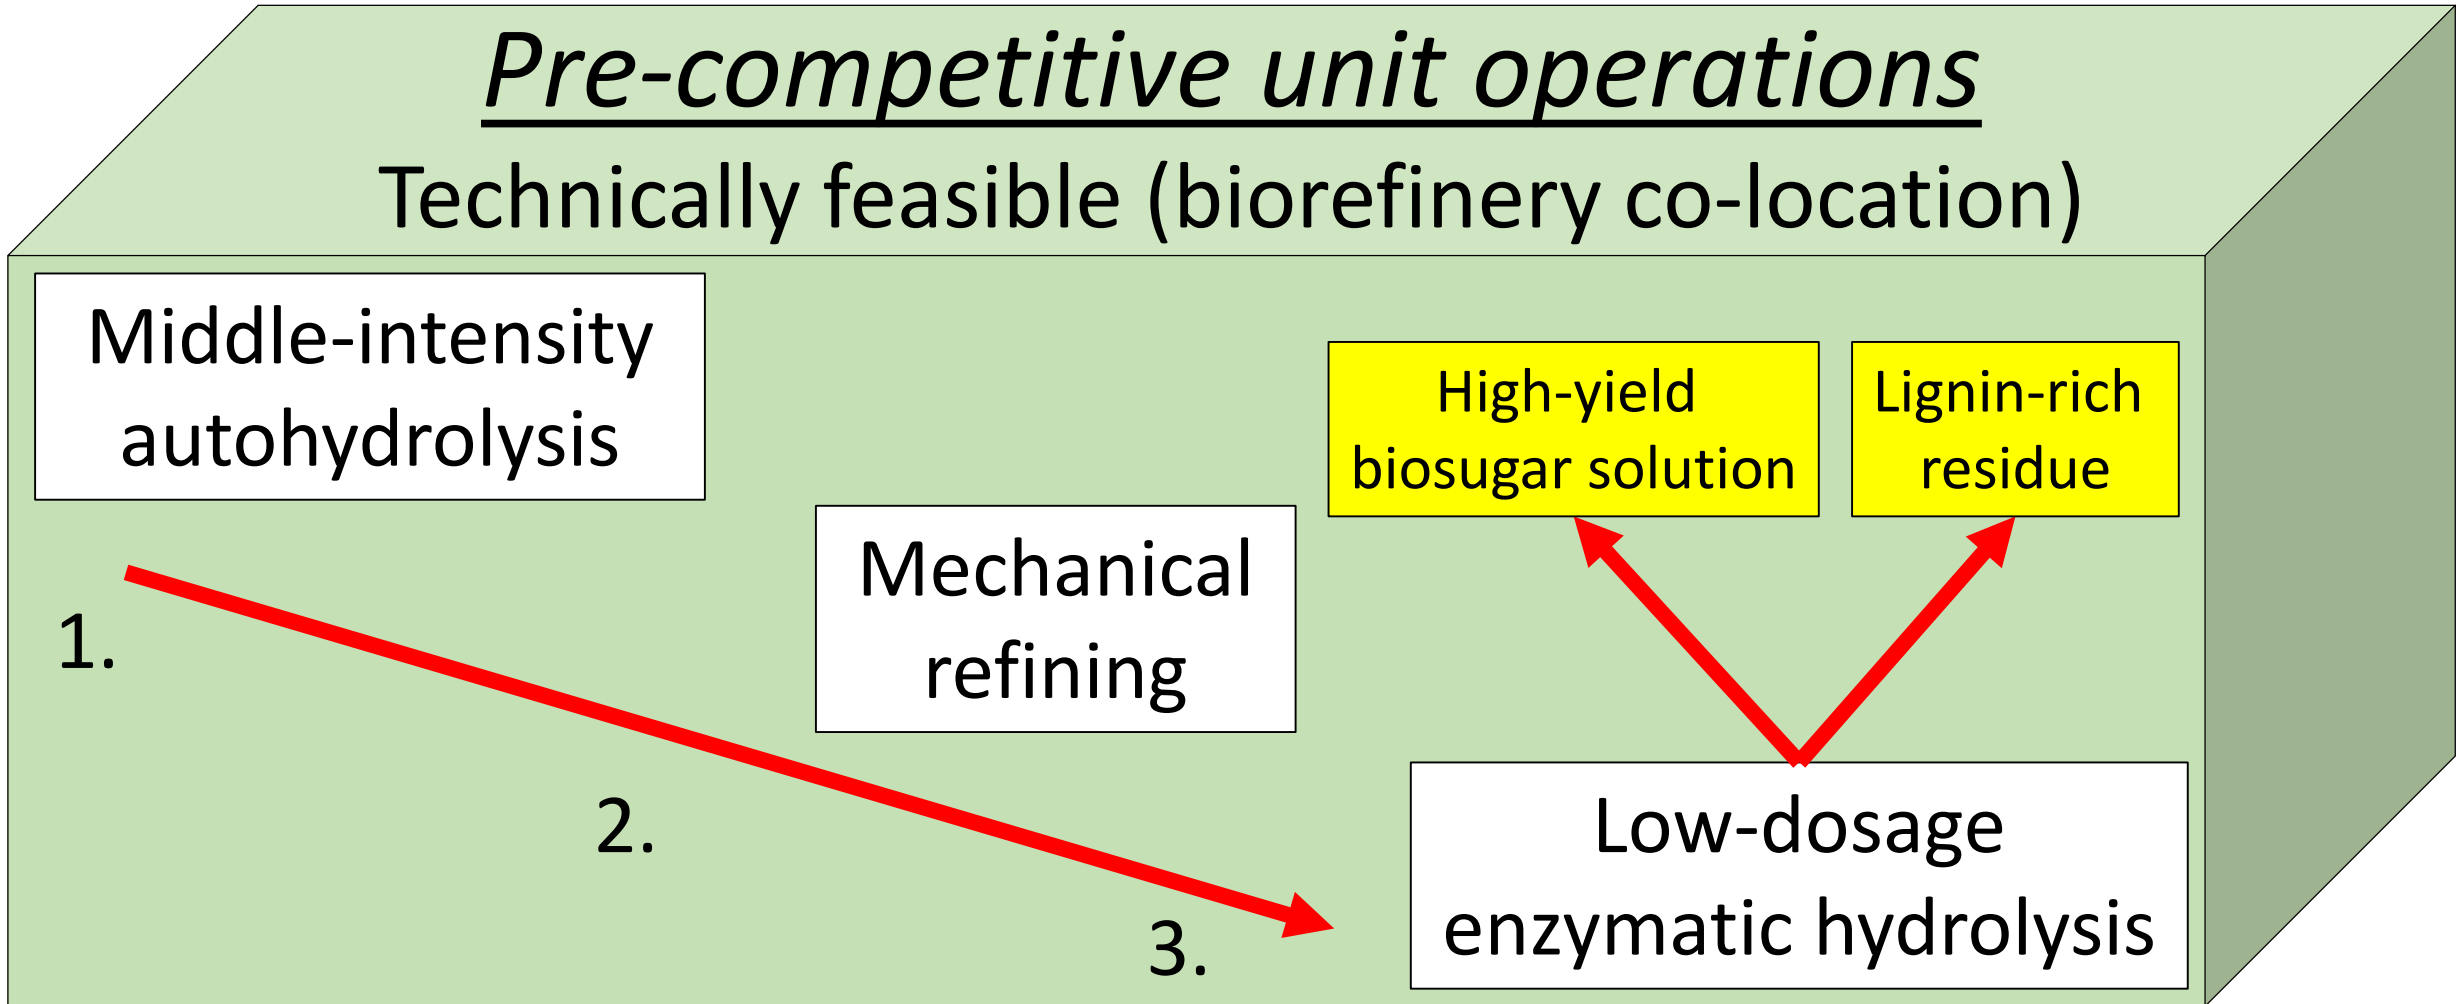 Pre-competitive unit operations
Technically feasible (biorefinery co-location)
Middle-intensity
autohydrolysis
1.
Mechanical
refining
2.
High-yield
biosugar solution
Lignin-rich
residue
Low-dosage
enzymatic hydrolysis
3.